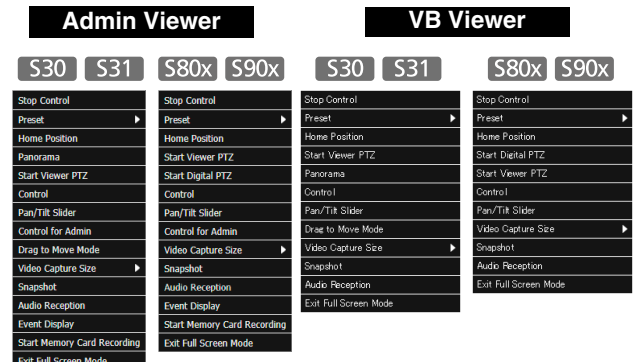 Admin Viewer
VB Viewer
S30 S31
S80x S90x
S30 S31
S80x S90x
Stop Control
Preset
Home Position
Panorama
Start Viewer PTZ
Control
Pan/Tilt Slider
Control for Admin
Drag to Move Mode
Video Capture Size
Snapshot
Audio Reception
Event Display
Start Memory Card Recording
Exit Full Screen Mode
Stop Control
Preset
Home Position
Start Viewer PTZ
Start Digital PTZ
Control
Pan/Tilt Slider
Control for Admin
Video Capture Size
Snapshot
Audio Reception
Event Display
Start Memory Card Recording
Exit Full Screen Mode
Stop Control
Preset
Home Position
Start Viewer PTZ
Panorama
Control
Pan/Tilt Slider
Drag to Move Mode
Video Capture Size
Snapshot
Audio Reception
Exit Full Screen Mode
Stop Control
Preset
Home Position
Start Digital PTZ
Start Viewer PTZ
Control
Pan/Tilt Slider
Video Capture Size
Snapshot
Audio Reception
Exit Full Screen Mode